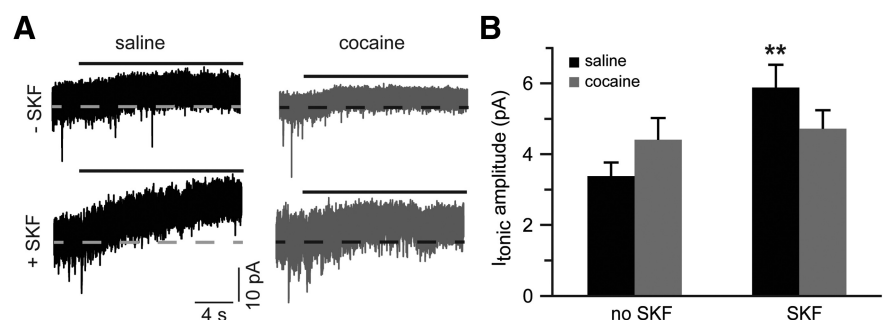 A
saline
cocaine
- SKF
+ SKF
4 s
10 pA
B
saline
cocaine
**
Itonic amplitude (pA)
6
4
2
0
no SKF
SKF